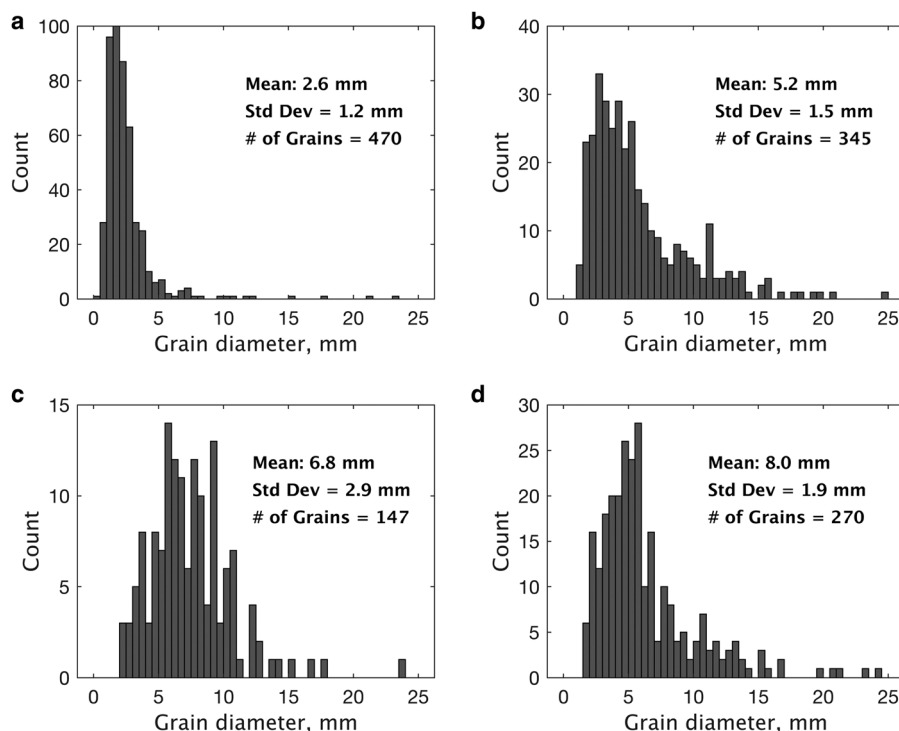 a
100
80
60
40
20
0
Count
Mean: 2.6 mm
Std Dev = 1.2 mm
# of Grains = 470
0 5 10 15 20 25
Grain diameter, mm
b
40
30
20
10
0
Count
Mean: 5.2 mm
Std Dev = 1.5 mm
# of Grains = 345
0 5 10 15 20 25
Grain diameter, mm
c
15
10
5
0
Count
Mean: 6.8 mm
Std Dev = 2.9 mm
# of Grains = 147
0 5 10 15 20 25
Grain diameter, mm
d
30
25
20
15
10
5
0
Count
Mean: 8.0 mm
Std Dev = 1.9 mm
# of Grains = 270
0 5 10 15 20 25
Grain diameter, mm